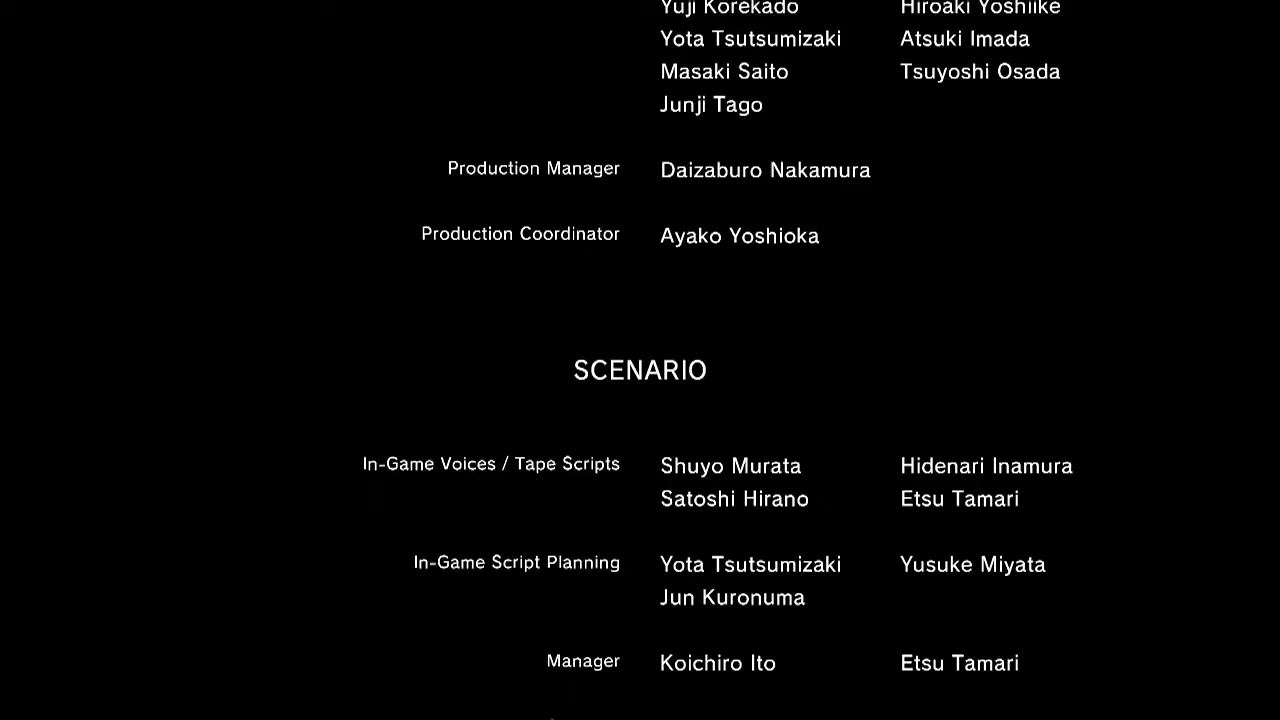 Yuji Korekado Hiroaki Yoshiike
Yota Tsutsumizaki Atsuki Imada
Masaki Saito Tsuyoshi Osada
Junji Tago
Production Manager Daizaburo Nakamura
Production Coordinator Ayako Yoshioka
SCENARIO
In-Game Voices / Tape Scripts Shuyo Murata Hidenari Inamura
Satoshi Hirano Etsu Tamari
In-Game Script Planning Yota Tsutsumizaki Yusuke Miyata
Jun Kuronuma
Manager Koichiro Ito Etsu Tamari